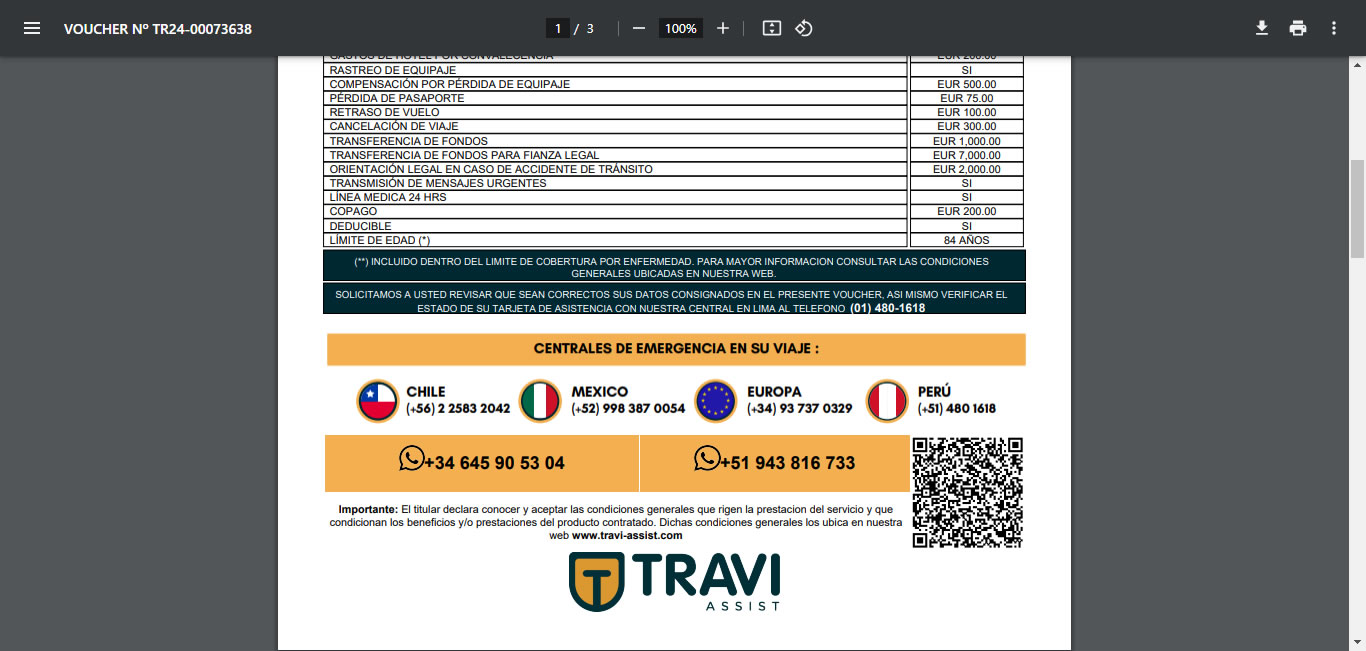 VOUCHER Nº TR24-00073638
1 / 3
100%
GASTOS DE HOTEL POR CONVALECENCIA EUR 200.00
RASTREO DE EQUIPAJE SI
COMPENSACIÓN POR PÉRDIDA DE EQUIPAJE EUR 500.00
PÉRDIDA DE PASAPORTE EUR 75.00
RETRASO DE VUELO EUR 100.00
CANCELACIÓN DE VIAJE EUR 300.00
TRANSFERENCIA DE FONDOS EUR 1,000.00
TRANSFERENCIA DE FONDOS PARA FIANZA LEGAL EUR 7,000.00
ORIENTACIÓN LEGAL EN CASO DE ACCIDENTE DE TRÁNSITO EUR 2,000.00
TRANSMISIÓN DE MENSAJES URGENTES SI
LÍNEA MEDICA 24 HRS SI
COPAGO EUR 200.00
DEDUCIBLE SI
LÍMITE DE EDAD (*) 84 AÑOS
(**) INCLUIDO DENTRO DEL LIMITE DE COBERTURA POR ENFERMEDAD. PARA MAYOR INFORMACION CONSULTAR LAS CONDICIONES
GENERALES UBICADAS EN NUESTRA WEB.
SOLICITAMOS A USTED REVISAR QUE SEAN CORRECTOS SUS DATOS CONSIGNADOS EN EL PRESENTE VOUCHER, ASI MISMO VERIFICAR EL
ESTADO DE SU TARJETA DE ASISTENCIA CON NUESTRA CENTRAL EN LIMA AL TELEFONO (01) 480-1618
CENTRALES DE EMERGENCIA EN SU VIAJE :
CHILE
(+56) 2 2583 2042
MEXICO
(+52) 998 387 0054
EUROPA
(+34) 93 737 0329
PERÚ
(+51) 480 1618
+34 645 90 53 04
+51 943 816 733
Importante: El titular declara conocer y aceptar las condiciones generales que rigen la prestacion del servicio y que
condicionan los beneficios y/o prestaciones del producto contratado. Dichas condiciones generales los ubica en nuestra
web www.travi-assist.com
TRAVI
ASSIST